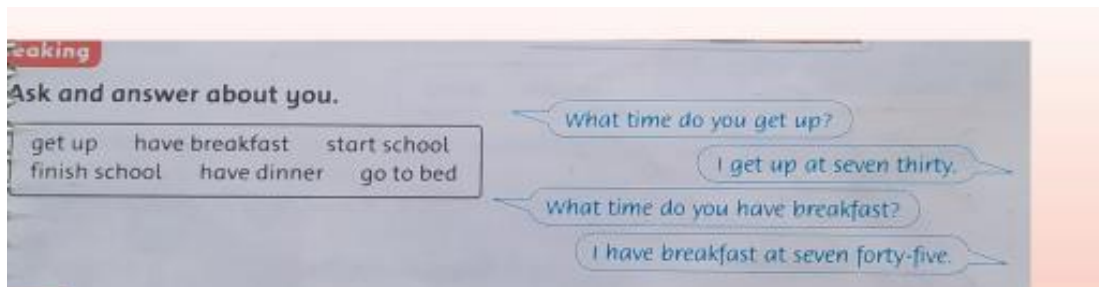 eaking
Ask and answer about you.
get up have breakfast start school
finish school have dinner go to bed
What time do you get up?
I get up at seven thirty.
What time do you have breakfast?
I have breakfast at seven forty-five.